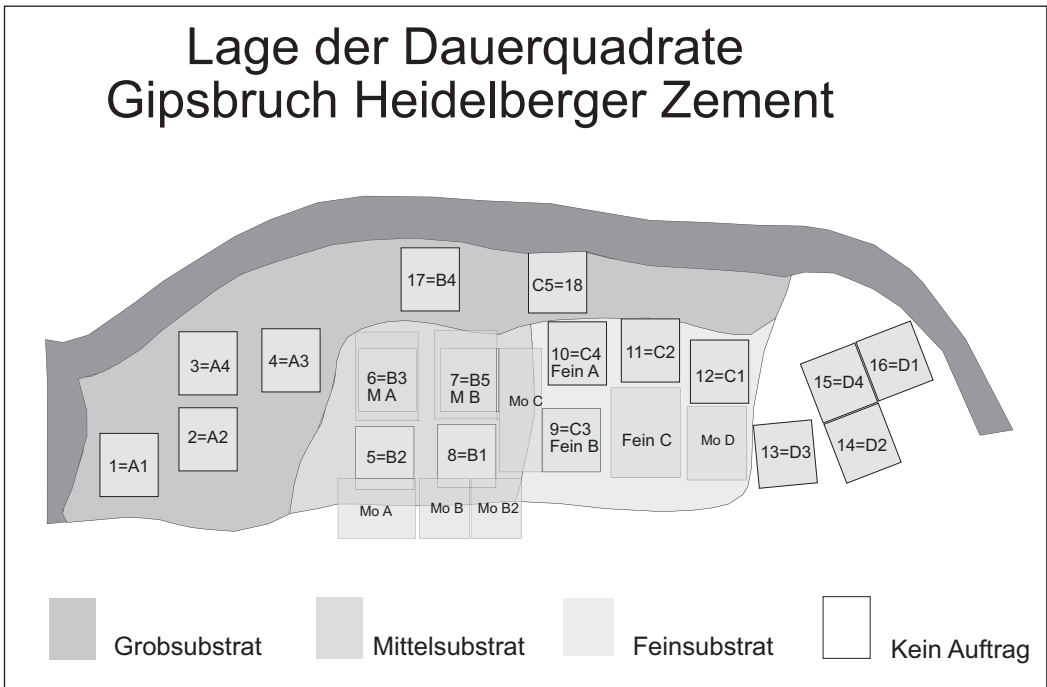 Lage der Dauerquadrate
Gipsbruch Heidelberger Zement
17=B4
C5=18
3=A4
4=A3
2=A2
1=A1
6=B3
M A
7=B5
M B
Mo C
10=C4
Fein A
11=C2
12=C1
5=B2
8=B1
9=C3
Fein B
Fein C
Mo D
Mo A
Mo B
Mo B2
13=D3
15=D4
16=D1
14=D2
Grobsubstrat
Mittelsubstrat
Feinsubstrat
Kein Auftrag